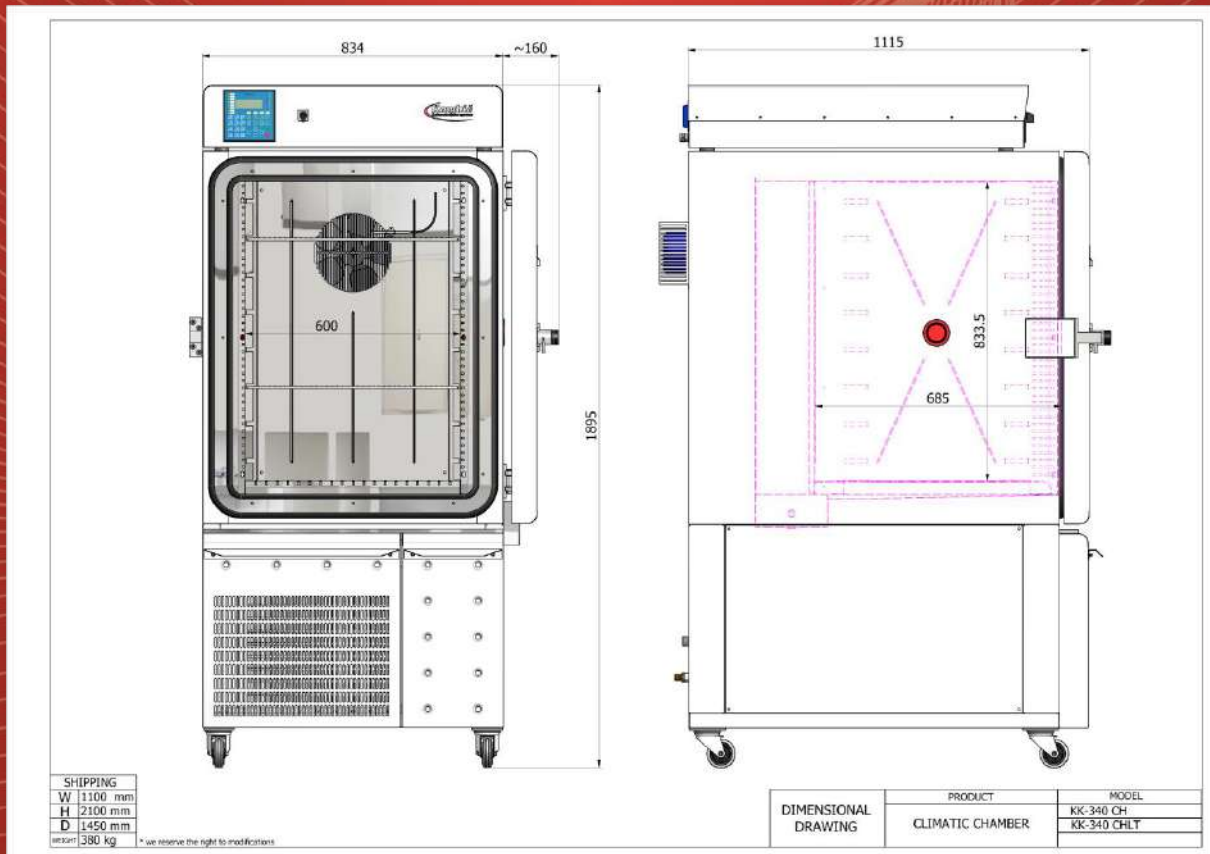 834
~160
1115
600
1895
833.5
685
SHIPPING
W 1100 mm
H 2100 mm
D 1450 mm
WEIGHT 380 kg
* we reserve the right to modifications
DIMENSIONAL
DRAWING
PRODUCT
CLIMATIC CHAMBER
MODEL
KK-340 CH
KK-340 CHLT